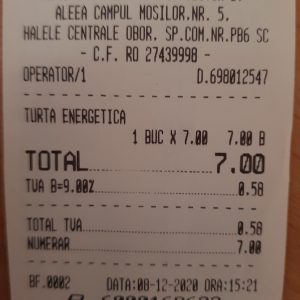 ALEEA CAMPUL MOSILOR.NR. 5,
HALELE CENTRALE OBOR. SP.COM.NR.PB6 SC
- C.F. RO 27439998 -
OPERATOR/1 D.698012547
TURTA ENERGETICA
1 BUC X 7.00 7.00 B
TOTAL 7.00
TVA B=9.00% 0.58
TOTAL TVA 0.58
NUMERAR 7.00
BF.0002 DATA:08-12-2020 ORA:15:21